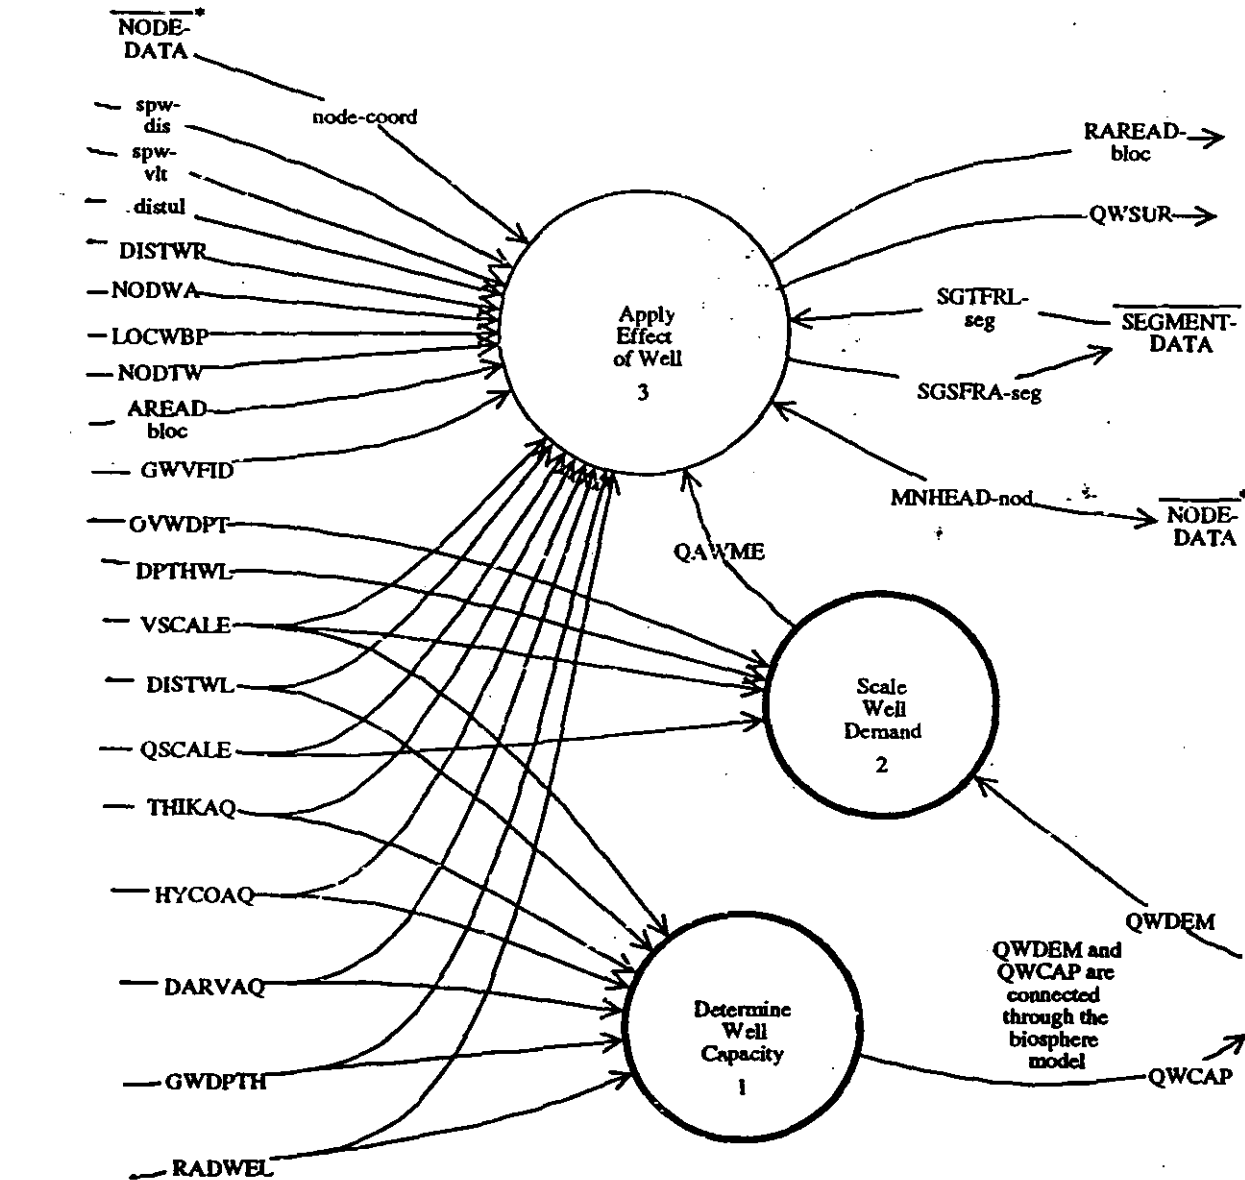 NODE-*
DATA
spw-
dis
node-coord
spw-
vlt
distul
DISTWR
NODWA
LOCWBP
NODTW
AREAD
bloc
GWVFID
OVWDPT
DPTHWL
VSCALE
DISTWL
QSCALE
THIKAQ
HYCOAQ
DARVAQ
GWDPTH
RADWEL
Apply
Effect
of Well
3
RAREAD-
bloc
QWSUR
SGTFRL-
seg
SEGMENT-
DATA
SGSFRA-seg
MNHEAD-nod
NODE-*
DATA
QAWME
Scale
Well
Demand
2
QWDEM
QWDEM and
QWCAP are
connected
through the
biosphere
model
Determine
Well
Capacity
1
QWCAP